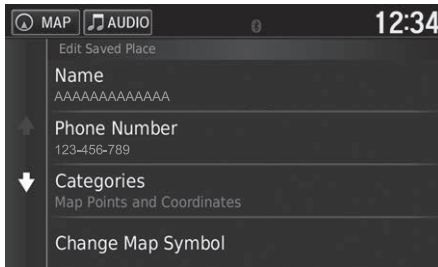 MAP AUDIO 12:34
Edit Saved Place
Name
AAAAAAAAAAAAA
Phone Number
123-456-789
Categories
Map Points and Coordinates
Change Map Symbol